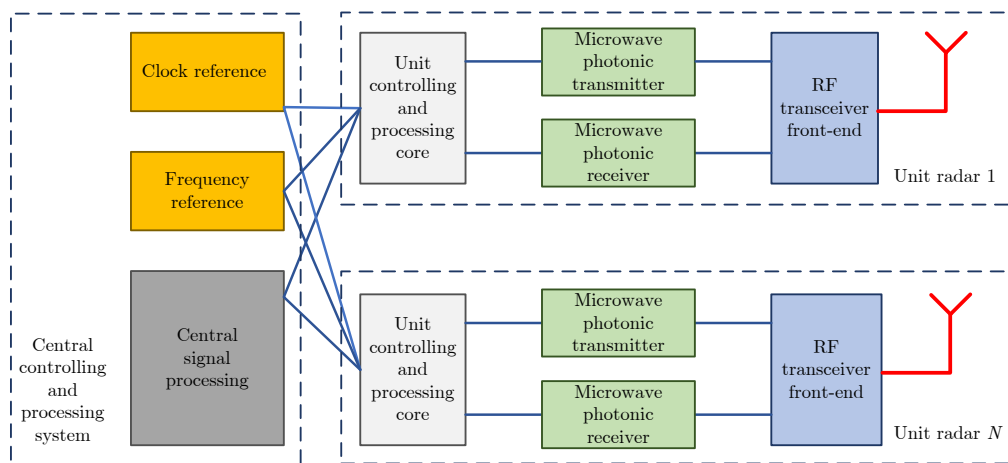 Clock reference
Frequency
reference
Central
signal
processing
Central
controlling
and
processing
system
Unit
controlling
and
processing
core
Microwave
photonic
transmitter
Microwave
photonic
receiver
RF
transceiver
front-end
Unit radar 1
Unit
controlling
and
processing
core
Microwave
photonic
transmitter
Microwave
photonic
receiver
RF
transceiver
front-end
Unit radar N